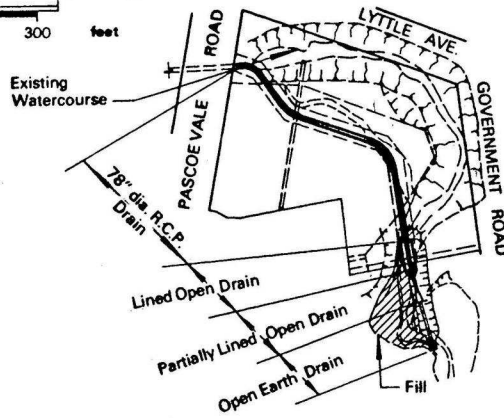 300 feet
LYTTLE AVE.
ROAD
PASCOE VALE
GOVERNMENT
ROAD
Existing
Watercourse
78" dia. R.C.P.
Drain
Lined Open Drain
Partially Lined Open Drain
Open Earth Drain
Fill